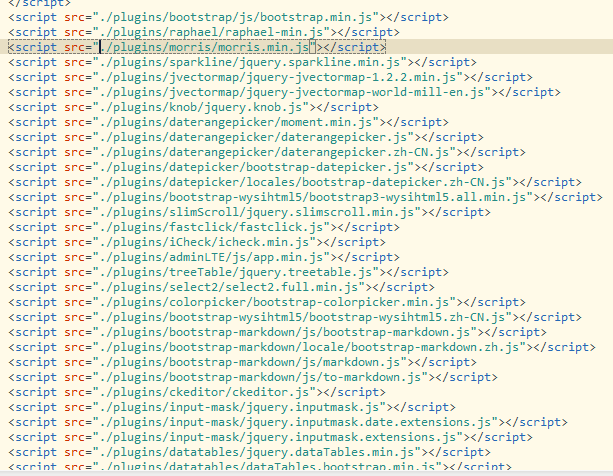 </script>
<script src="./plugins/bootstrap/js/bootstrap.min.js"></script>
<script src="./plugins/raphael/raphael-min.js"></script>
<script src="./plugins/morris/morris.min.js"></script>
<script src="./plugins/sparkline/jquery.sparkline.min.js"></script>
<script src="./plugins/jvectormap/jquery-jvectormap-1.2.2.min.js"></script>
<script src="./plugins/jvectormap/jquery-jvectormap-world-mill-en.js"></script>
<script src="./plugins/knob/jquery.knob.js"></script>
<script src="./plugins/daterangepicker/moment.min.js"></script>
<script src="./plugins/daterangepicker/daterangepicker.js"></script>
<script src="./plugins/daterangepicker/daterangepicker.zh-CN.js"></script>
<script src="./plugins/datepicker/bootstrap-datepicker.js"></script>
<script src="./plugins/datepicker/locales/bootstrap-datepicker.zh-CN.js"></script>
<script src="./plugins/bootstrap-wysihtml5/bootstrap3-wysihtml5.all.min.js"></script>
<script src="./plugins/slimScroll/jquery.slimscroll.min.js"></script>
<script src="./plugins/fastclick/fastclick.js"></script>
<script src="./plugins/iCheck/icheck.min.js"></script>
<script src="./plugins/adminLTE/js/app.min.js"></script>
<script src="./plugins/treeTable/jquery.treetable.js"></script>
<script src="./plugins/select2/select2.full.min.js"></script>
<script src="./plugins/colorpicker/bootstrap-colorpicker.min.js"></script>
<script src="./plugins/bootstrap-wysihtml5/bootstrap-wysihtml5.zh-CN.js"></script>
<script src="./plugins/bootstrap-markdown/js/bootstrap-markdown.js"></script>
<script src="./plugins/bootstrap-markdown/locale/bootstrap-markdown.zh.js"></script>
<script src="./plugins/bootstrap-markdown/js/markdown.js"></script>
<script src="./plugins/bootstrap-markdown/js/to-markdown.js"></script>
<script src="./plugins/ckeditor/ckeditor.js"></script>
<script src="./plugins/input-mask/jquery.inputmask.js"></script>
<script src="./plugins/input-mask/jquery.inputmask.date.extensions.js"></script>
<script src="./plugins/input-mask/jquery.inputmask.extensions.js"></script>
<script src="./plugins/datatables/jquery.dataTables.min.js"></script>
<script src="./plugins/datatables/dataTables.bootstrap.min.js"></script>